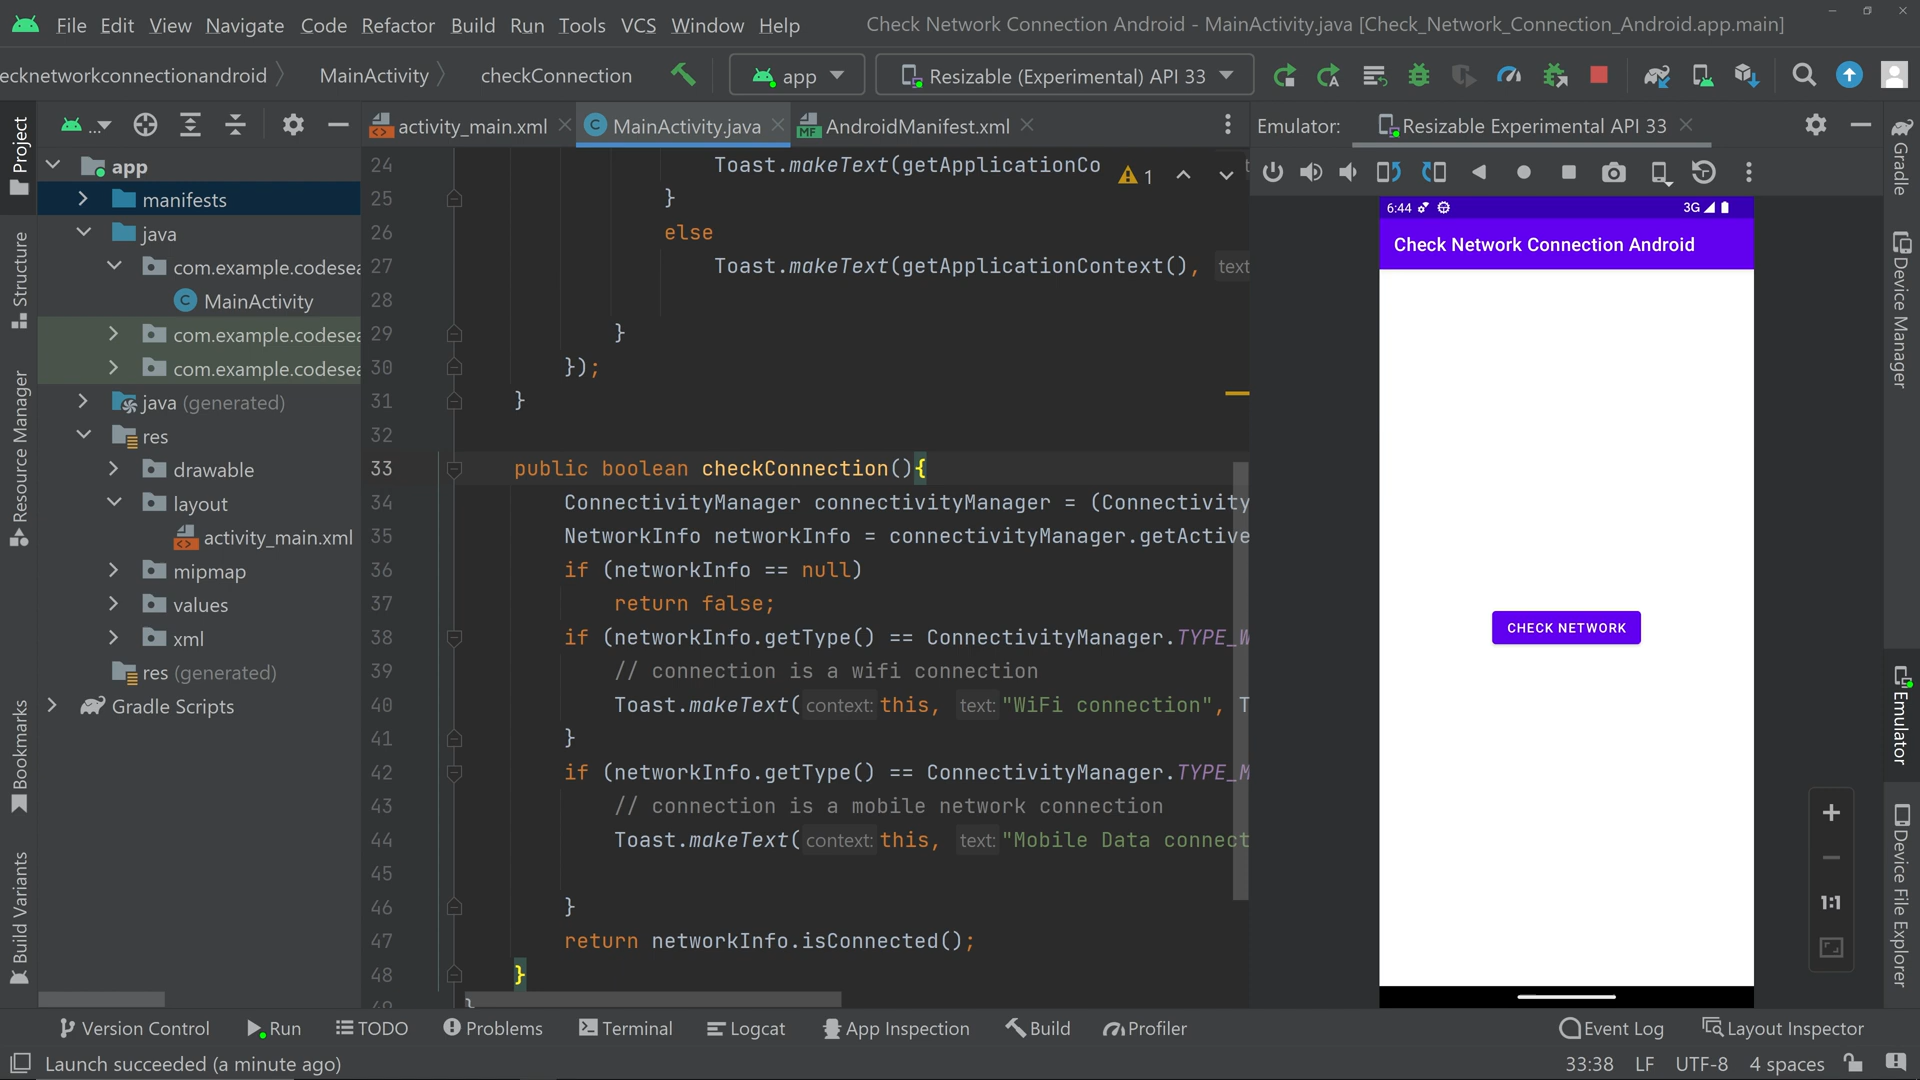 File Edit View Navigate Code Refactor Build Run Tools VCS Window Help Check Network Connection Android - MainActivity.java [Check_Network_Connection_Android.app.main]
ecknetworkconnectionandroid MainActivity checkConnection app Resizable (Experimental) API 33
activity_main.xml MainActivity.java AndroidManifest.xml Emulator: Resizable Experimental API 33
Project
Structure
Resource Manager
Bookmarks
Build Variants
app
manifests
java
com.example.codesea
MainActivity
com.example.codesea
com.example.codesea
java (generated)
res
drawable
layout
activity_main.xml
mipmap
values
xml
res (generated)
Gradle Scripts
1
24 Toast.makeText(getApplicationCo
25 }
26 else
27 Toast.makeText(getApplicationContext(), text
28
29 }
30 });
31 }
32
33 public boolean checkConnection(){
34 ConnectivityManager connectivityManager = (Connectivity
35 NetworkInfo networkInfo = connectivityManager.getActive
36 if (networkInfo == null)
37 return false;
38 if (networkInfo.getType() == ConnectivityManager.TYPE_W
39 // connection is a wifi connection
40 Toast.makeText( context: this, text: "WiFi connection", T
41 }
42 if (networkInfo.getType() == ConnectivityManager.TYPE_M
43 // connection is a mobile network connection
44 Toast.makeText( context: this, text: "Mobile Data connect
45
46 }
47 return networkInfo.isConnected();
48 }
6:44 3G
Check Network Connection Android
CHECK NETWORK
1:1
Gradle
Device Manager
Emulator
Device File Explorer
Version Control Run TODO Problems Terminal Logcat App Inspection Build Profiler Event Log Layout Inspector
Launch succeeded (a minute ago) 33:38 LF UTF-8 4 spaces